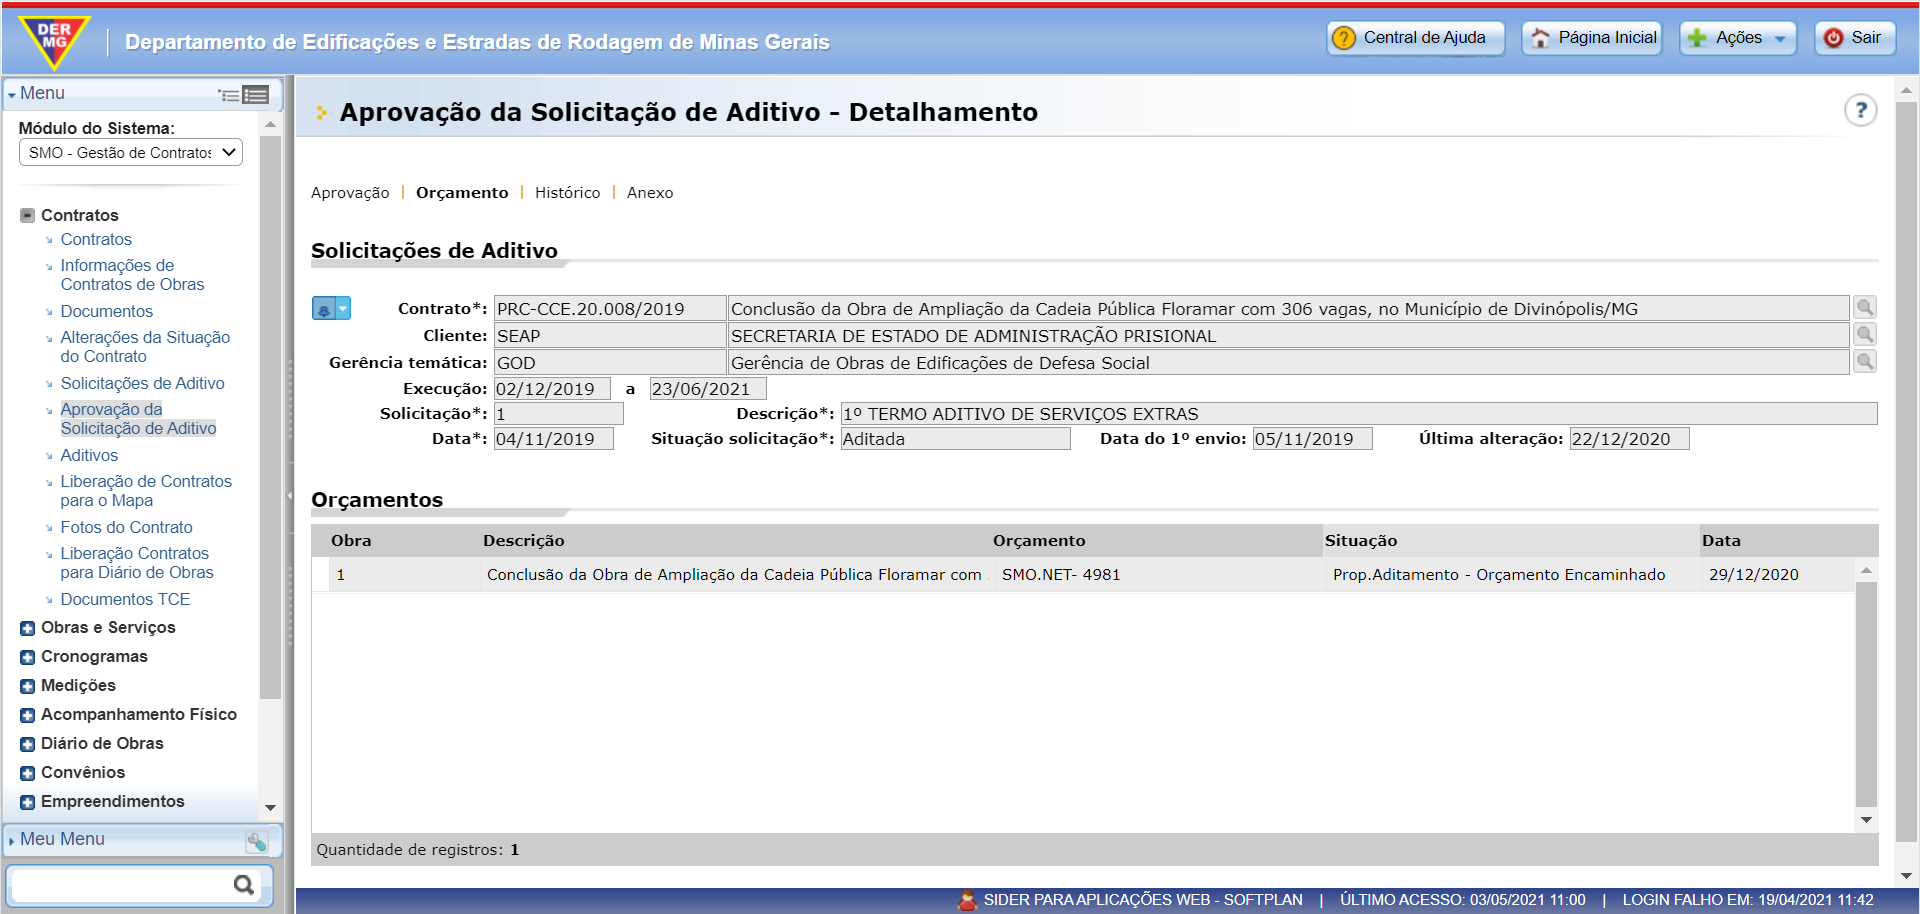 DER
MG
Departamento de Edificações e Estradas de Rodagem de Minas Gerais
Central de Ajuda
Página Inicial
Ações
Sair
Menu
Módulo do Sistema:
SMO - Gestão de Contratos
Contratos
Contratos
Informações de
Contratos de Obras
Documentos
Alterações da Situação
do Contrato
Solicitações de Aditivo
Aprovação da
Solicitação de Aditivo
Aditivos
Liberação de Contratos
para o Mapa
Fotos do Contrato
Liberação Contratos
para Diário de Obras
Documentos TCE
Obras e Serviços
Cronogramas
Medições
Acompanhamento Físico
Diário de Obras
Convênios
Empreendimentos
Meu Menu
Aprovação da Solicitação de Aditivo - Detalhamento
?
Aprovação | Orçamento | Histórico | Anexo
Solicitações de Aditivo
Contrato*: PRC-CCE.20.008/2019 Conclusão da Obra de Ampliação da Cadeia Pública Floramar com 306 vagas, no Município de Divinópolis/MG
Cliente: SEAP SECRETARIA DE ESTADO DE ADMINISTRAÇÃO PRISIONAL
Gerência temática: GOD Gerência de Obras de Edificações de Defesa Social
Execução: 02/12/2019 a 23/06/2021
Solicitação*: 1 Descrição*: 1º TERMO ADITIVO DE SERVIÇOS EXTRAS
Data*: 04/11/2019 Situação solicitação*: Aditada Data do 1º envio: 05/11/2019 Última alteração: 22/12/2020
Orçamentos
Obra Descrição Orçamento Situação Data
1 Conclusão da Obra de Ampliação da Cadeia Pública Floramar com SMO.NET- 4981 Prop.Aditamento - Orçamento Encaminhado 29/12/2020
Quantidade de registros: 1
SIDER PARA APLICAÇÕES WEB - SOFTPLAN | ÚLTIMO ACESSO: 03/05/2021 11:00 | LOGIN FALHO EM: 19/04/2021 11:42